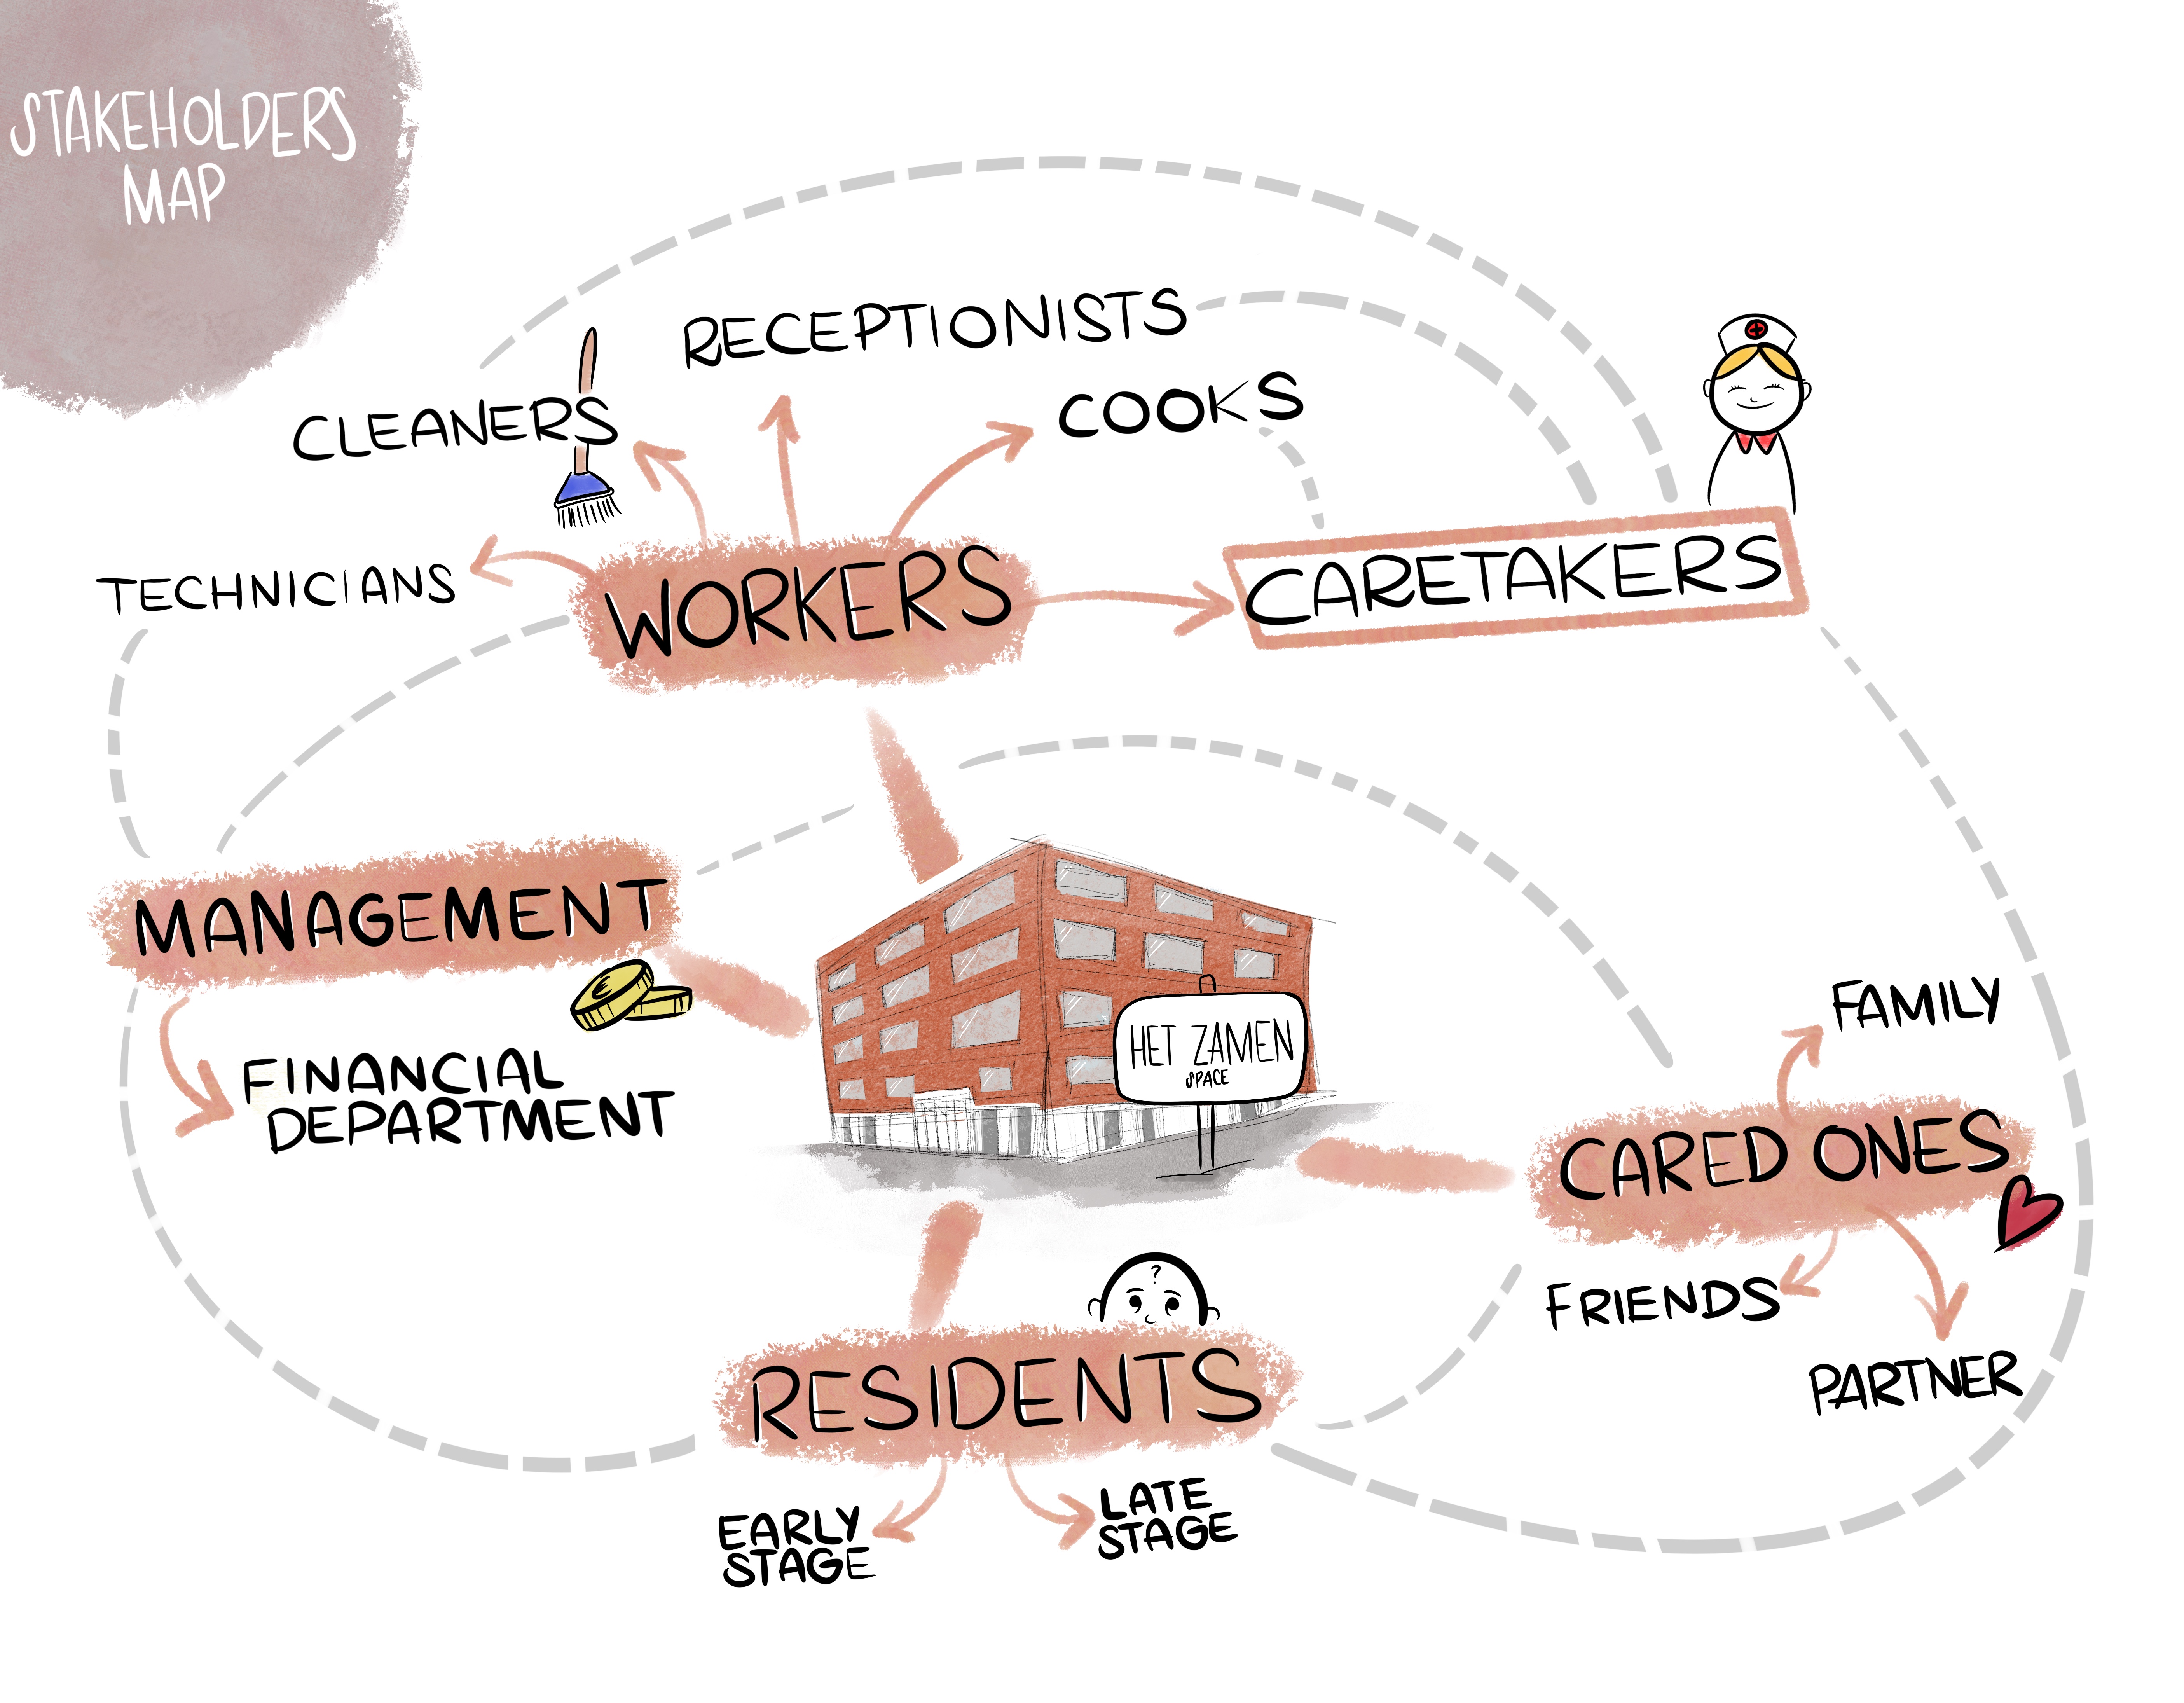 STAKEHOLDERS
MAP
RECEPTIONISTS
COOKS
CLEANERS
TECHNICIANS
WORKERS
CARETAKERS
MANAGEMENT
€
FINANCIAL
DEPARTMENT
HET ZAMEN
SPACE
FAMILY
CARED ONES
FRIENDS
PARTNER
?
RESIDENTS
EARLY
STAGE
LATE
STAGE